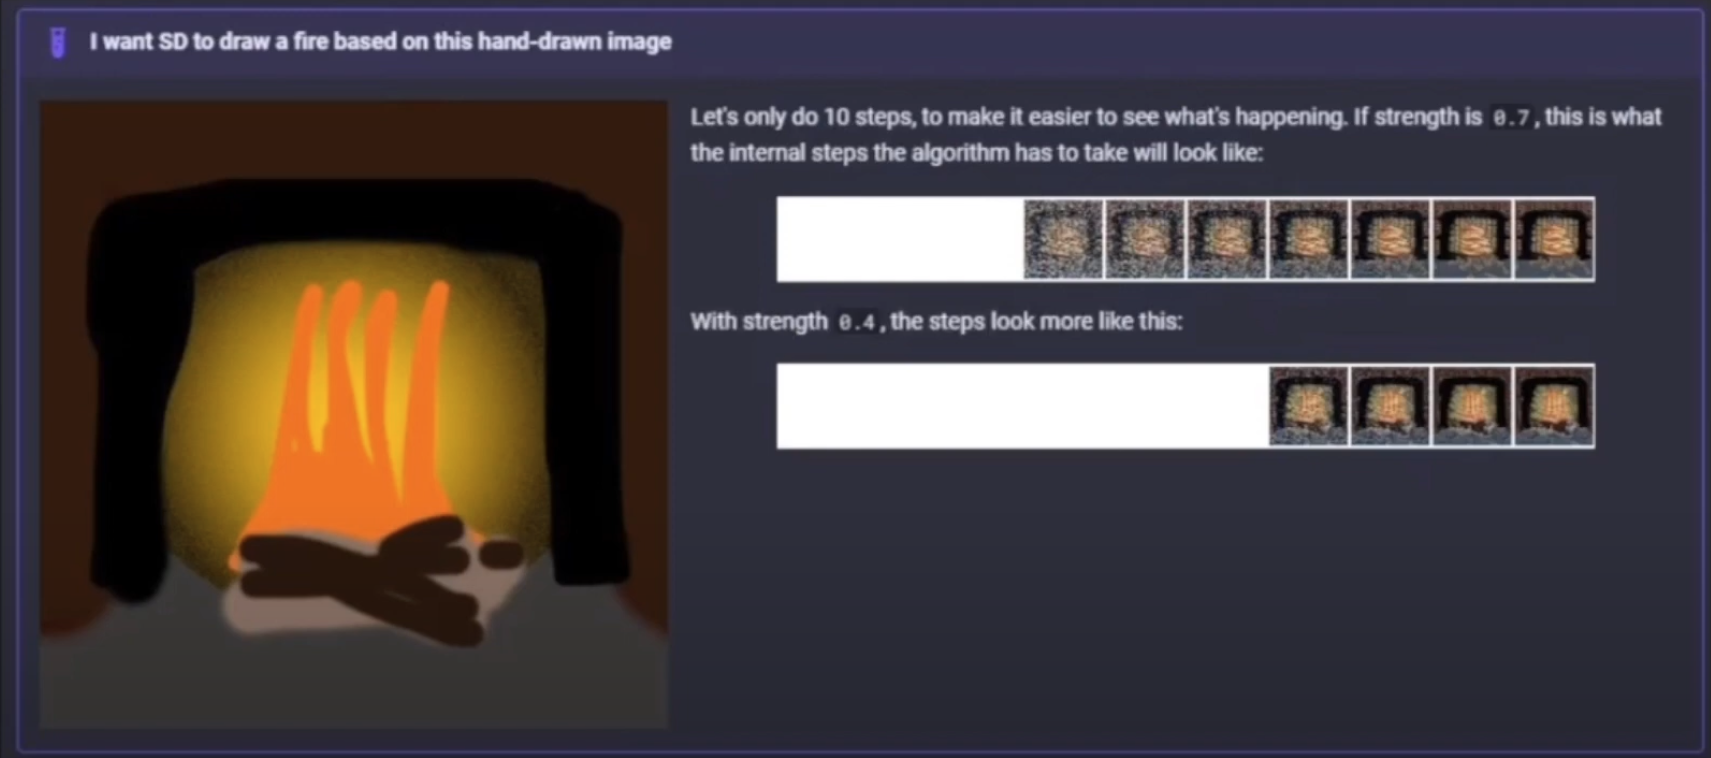 I want SD to draw a fire based on this hand-drawn image
Let's only do 10 steps, to make it easier to see what's happening. If strength is 0.7, this is what
the internal steps the algorithm has to take will look like:
With strength 0.4, the steps look more like this: